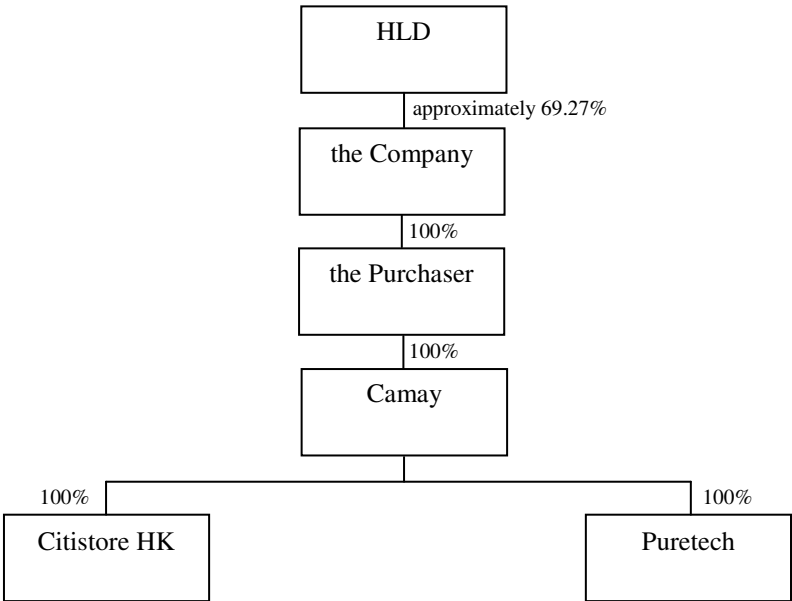 HLD
approximately 69.27%
the Company
100%
the Purchaser
100%
Camay
100%
100%
Citistore HK
Puretech